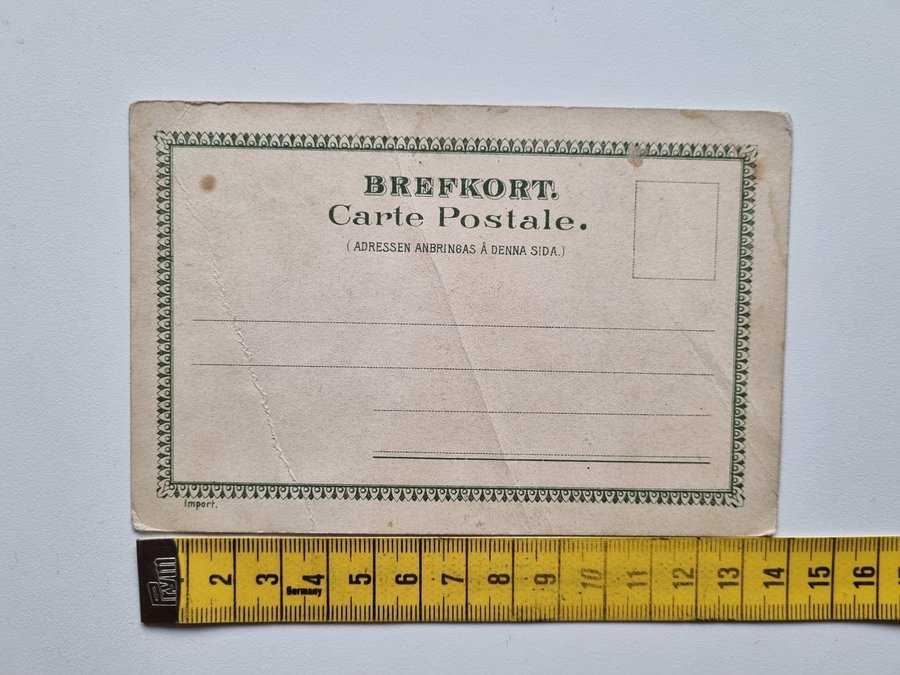 BREFKORT.
Carte Postale.
(ADRESSEN ANBRINGAS Å DENNA SIDA.)
Import.
Prym
2 3 4 5 6 7 8 9 10 11 12 13 14 15 16
Germany